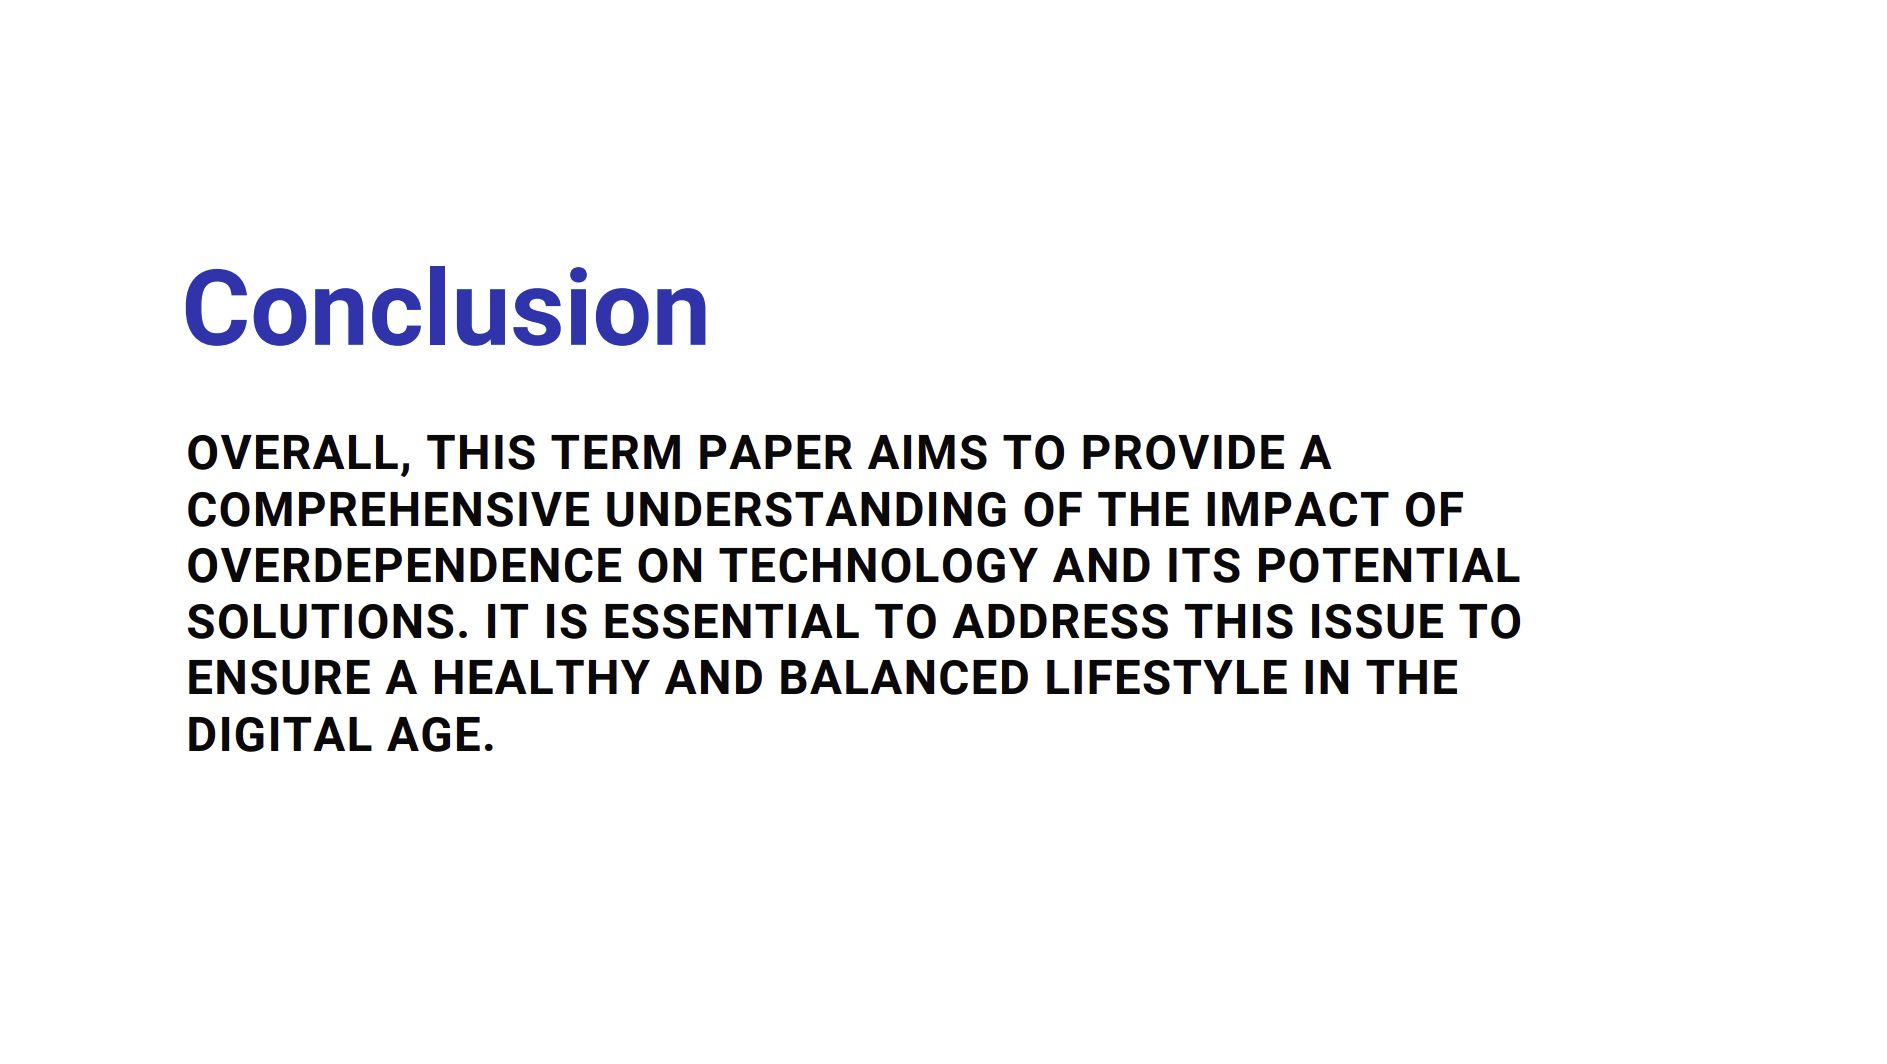 Conclusion
OVERALL, THIS TERM PAPER AIMS TO PROVIDE A
COMPREHENSIVE UNDERSTANDING OF THE IMPACT OF
OVERDEPENDENCE ON TECHNOLOGY AND ITS POTENTIAL
SOLUTIONS. IT IS ESSENTIAL TO ADDRESS THIS ISSUE TO
ENSURE A HEALTHY AND BALANCED LIFESTYLE IN THE
DIGITAL AGE.